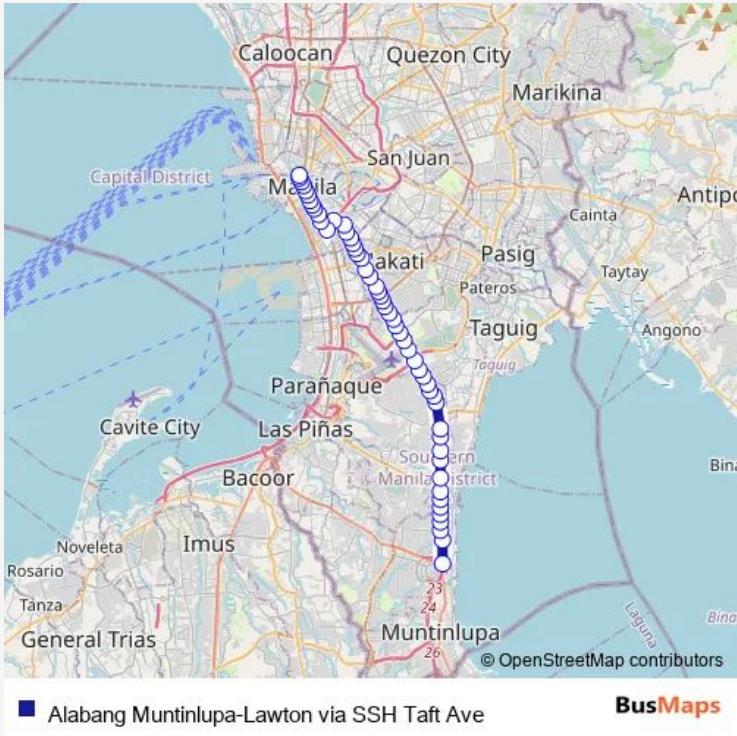 Caloocan
Quezon City
Marikina
San Juan
Capital District
Manila
Antipo
Cainta
Makati
Pasig
Taytay
Pateros
Taguig
Angono
Taguig
Parañaque
Cavite City
Las Piñas
Southern
Manila District
Bacoor
Bina
Noveleta
Imus
Rosario
23
Tanza
24
Laguna
Bina
General Trias
Muntinlupa
26
© OpenStreetMap contributors
Alabang Muntinlupa-Lawton via SSH Taft Ave
BusMaps